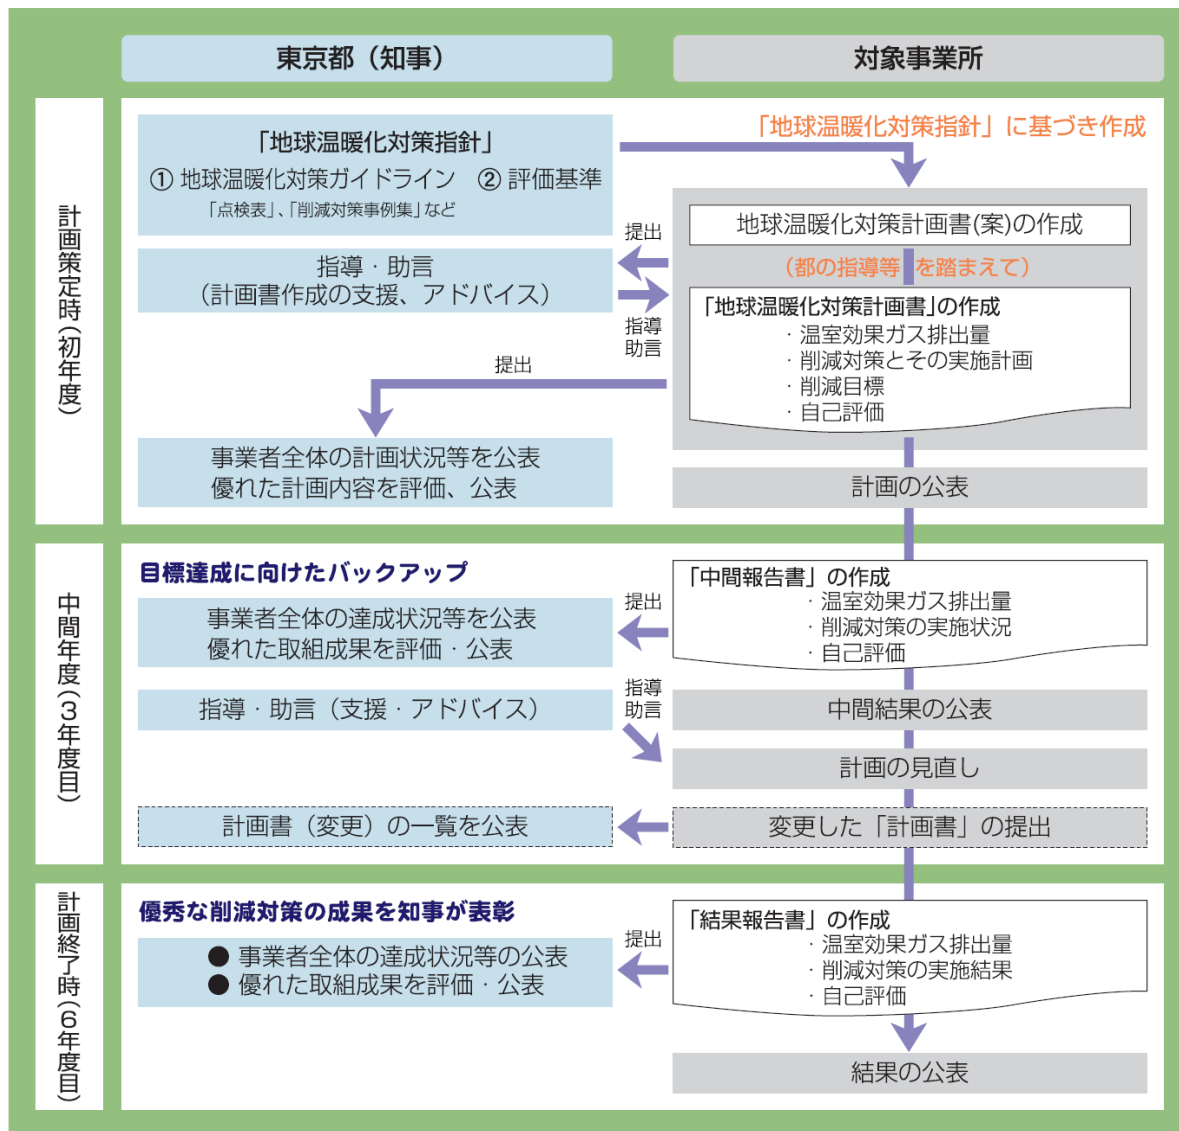 東京都（知事）
対象事業所
計画策定時(初年度)
「地球温暖化対策指針」
① 地球温暖化対策ガイドライン　② 評価基準
「点検表」、「削減対策事例集」など
「地球温暖化対策指針」に基づき作成
地球温暖化対策計画書(案)の作成
提出
指導・助言
（計画書作成の支援、アドバイス）
指導
助言
（都の指導等　を踏まえて）
「地球温暖化対策計画書」の作成
・温室効果ガス排出量
・削減対策とその実施計画
・削減目標
・自己評価
提出
事業者全体の計画状況等を公表
優れた計画内容を評価、公表
計画の公表
中間年度(３年度目)
目標達成に向けたバックアップ
「中間報告書」の作成
・温室効果ガス排出量
・削減対策の実施状況
・自己評価
提出
事業者全体の達成状況等を公表
優れた取組成果を評価・公表
指導・助言（支援・アドバイス）
指導
助言
中間結果の公表
計画の見直し
計画書（変更）の一覧を公表
変更した「計画書」の提出
計画終了時(６年度目)
優秀な削減対策の成果を知事が表彰
「結果報告書」の作成
・温室効果ガス排出量
・削減対策の実施結果
・自己評価
提出
● 事業者全体の達成状況等の公表
● 優れた取組成果を評価・公表
結果の公表